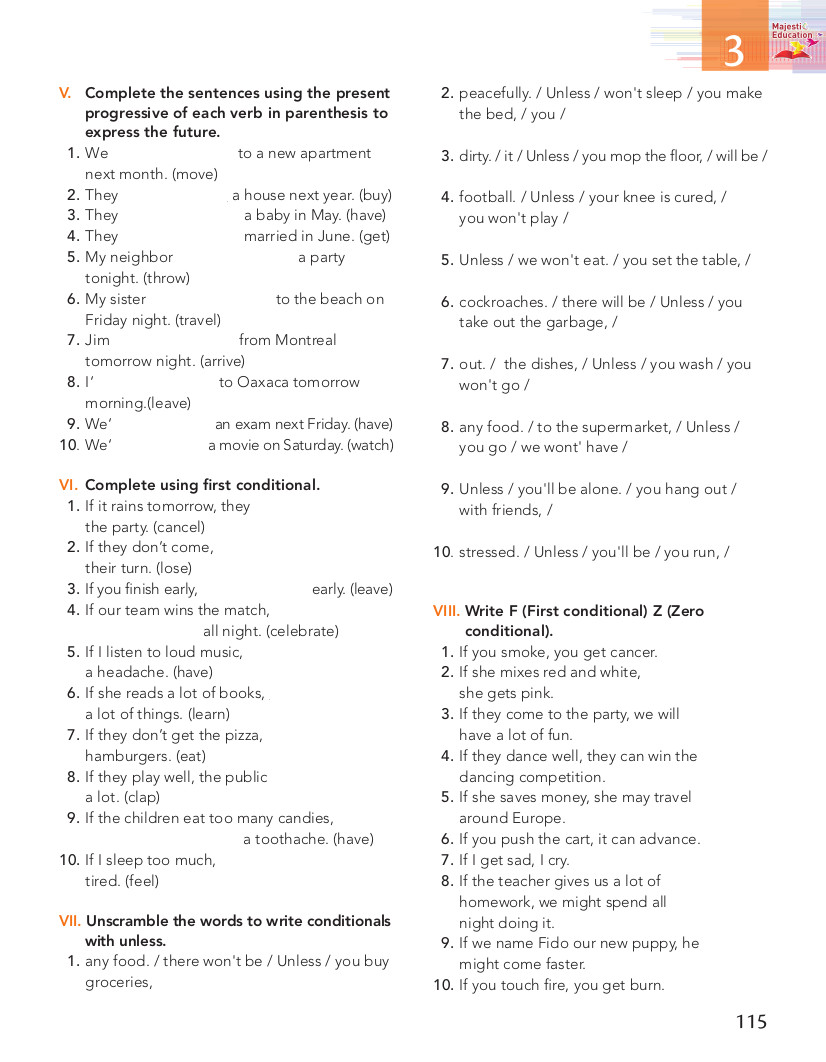 3
Majesti
Education
V. Complete the sentences using the present
progressive of each verb in parenthesis to
express the future.
1. We to a new apartment
next month. (move)
2. They a house next year. (buy)
3. They a baby in May. (have)
4. They married in June. (get)
5. My neighbor a party
tonight. (throw)
6. My sister to the beach on
Friday night. (travel)
7. Jim from Montreal
tomorrow night. (arrive)
8. I’ to Oaxaca tomorrow
morning.(leave)
9. We’ an exam next Friday. (have)
10. We’ a movie on Saturday. (watch)
VI. Complete using first conditional.
1. If it rains tomorrow, they
the party. (cancel)
2. If they don’t come,
their turn. (lose)
3. If you finish early, early. (leave)
4. If our team wins the match,
all night. (celebrate)
5. If I listen to loud music,
a headache. (have)
6. If she reads a lot of books,
a lot of things. (learn)
7. If they don’t get the pizza,
hamburgers. (eat)
8. If they play well, the public
a lot. (clap)
9. If the children eat too many candies,
a toothache. (have)
10. If I sleep too much,
tired. (feel)
VII. Unscramble the words to write conditionals
with unless.
1. any food. / there won't be / Unless / you buy
groceries,
2. peacefully. / Unless / won't sleep / you make
the bed, / you /
3. dirty. / it / Unless / you mop the floor, / will be /
4. football. / Unless / your knee is cured, /
you won't play /
5. Unless / we won't eat. / you set the table, /
6. cockroaches. / there will be / Unless / you
take out the garbage, /
7. out. / the dishes, / Unless / you wash / you
won't go /
8. any food. / to the supermarket, / Unless /
you go / we wont' have /
9. Unless / you'll be alone. / you hang out /
with friends, /
10. stressed. / Unless / you'll be / you run, /
VIII. Write F (First conditional) Z (Zero
conditional).
1. If you smoke, you get cancer.
2. If she mixes red and white,
she gets pink.
3. If they come to the party, we will
have a lot of fun.
4. If they dance well, they can win the
dancing competition.
5. If she saves money, she may travel
around Europe.
6. If you push the cart, it can advance.
7. If I get sad, I cry.
8. If the teacher gives us a lot of
homework, we might spend all
night doing it.
9. If we name Fido our new puppy, he
might come faster.
10. If you touch fire, you get burn.
115